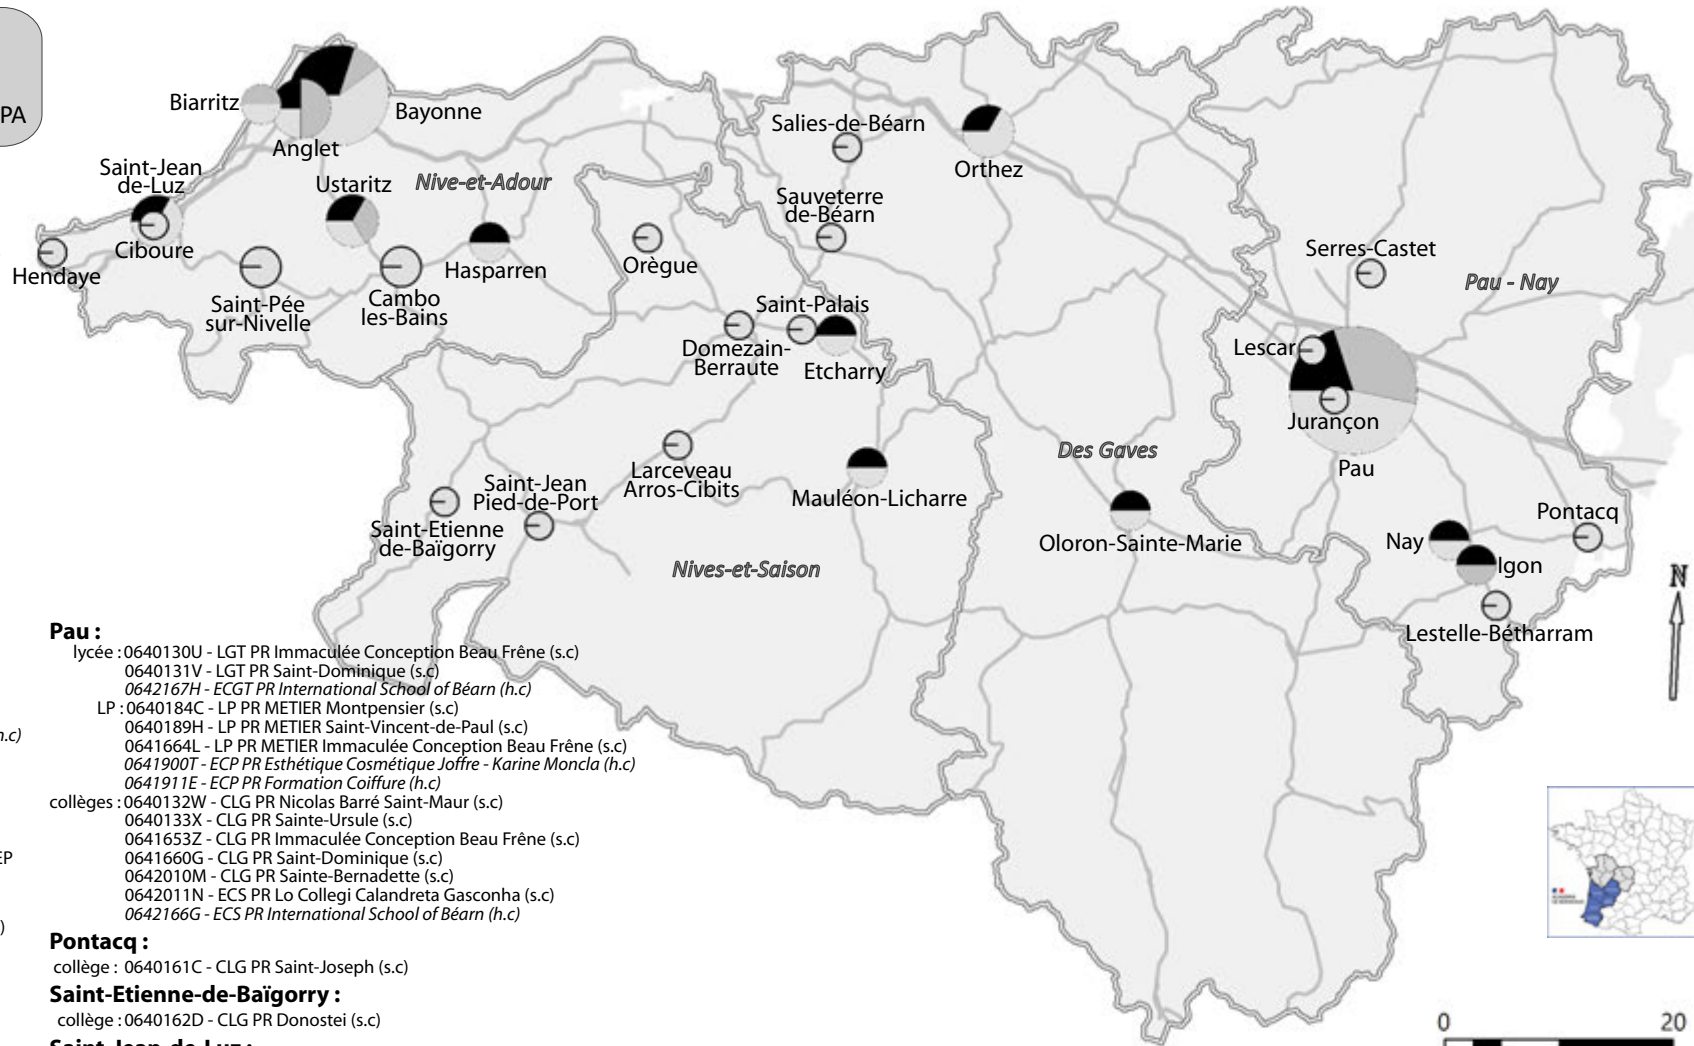 PA
Biarritz
Bayonne
Anglet
Saint-Jean
de-Luz
Ustaritz
Nive-et-Adour
Salies-de-Béarn
Orthez
Sauveterre
de-Béarn
Ciboure
Hendaye
Hasparren
Orègue
Serres-Castet
Pau - Nay
Saint-Pée
sur-Nivelle
Cambo
les-Bains
Saint-Palais
Domezain-
Berraute
Etcharry
Lescar
Jurançon
Pau
Des Gaves
Larceveau
Arros-Cibits
Saint-Jean
Pied-de-Port
Mauléon-Licharre
Saint-Etienne
de-Baïgorry
Oloron-Sainte-Marie
Pontacq
Nay
Igon
Nives-et-Saison
Lestelle-Bétharram
N
Pau :
lycée : 0640130U - LGT PR Immaculée Conception Beau Frêne (s.c)
0640131V - LGT PR Saint-Dominique (s.c)
0642167H - ECGT PR International School of Béarn (h.c)
LP : 0640184C - LP PR METIER Montpensier (s.c)
0640189H - LP PR METIER Saint-Vincent-de-Paul (s.c)
0641664L - LP PR METIER Immaculée Conception Beau Frêne (s.c)
0641900T - ECP PR Esthétique Cosmétique Joffre - Karine Moncla (h.c)
0641911E - ECP PR Formation Coiffure (h.c)
collèges : 0640132W - CLG PR Nicolas Barré Saint-Maur (s.c)
0640133X - CLG PR Sainte-Ursule (s.c)
0641653Z - CLG PR Immaculée Conception Beau Frêne (s.c)
0641660G - CLG PR Saint-Dominique (s.c)
0642010M - CLG PR Sainte-Bernadette (s.c)
0642011N - ECS PR Lo Collegi Calandreta Gasconha (s.c)
0642166G - ECS PR International School of Béarn (h.c)
Pontacq :
collège : 0640161C - CLG PR Saint-Joseph (s.c)
Saint-Etienne-de-Baïgorry :
collège : 0640162D - CLG PR Donostei (s.c)
Saint-Jean-de-Luz :
.c)
EP
)
0 20